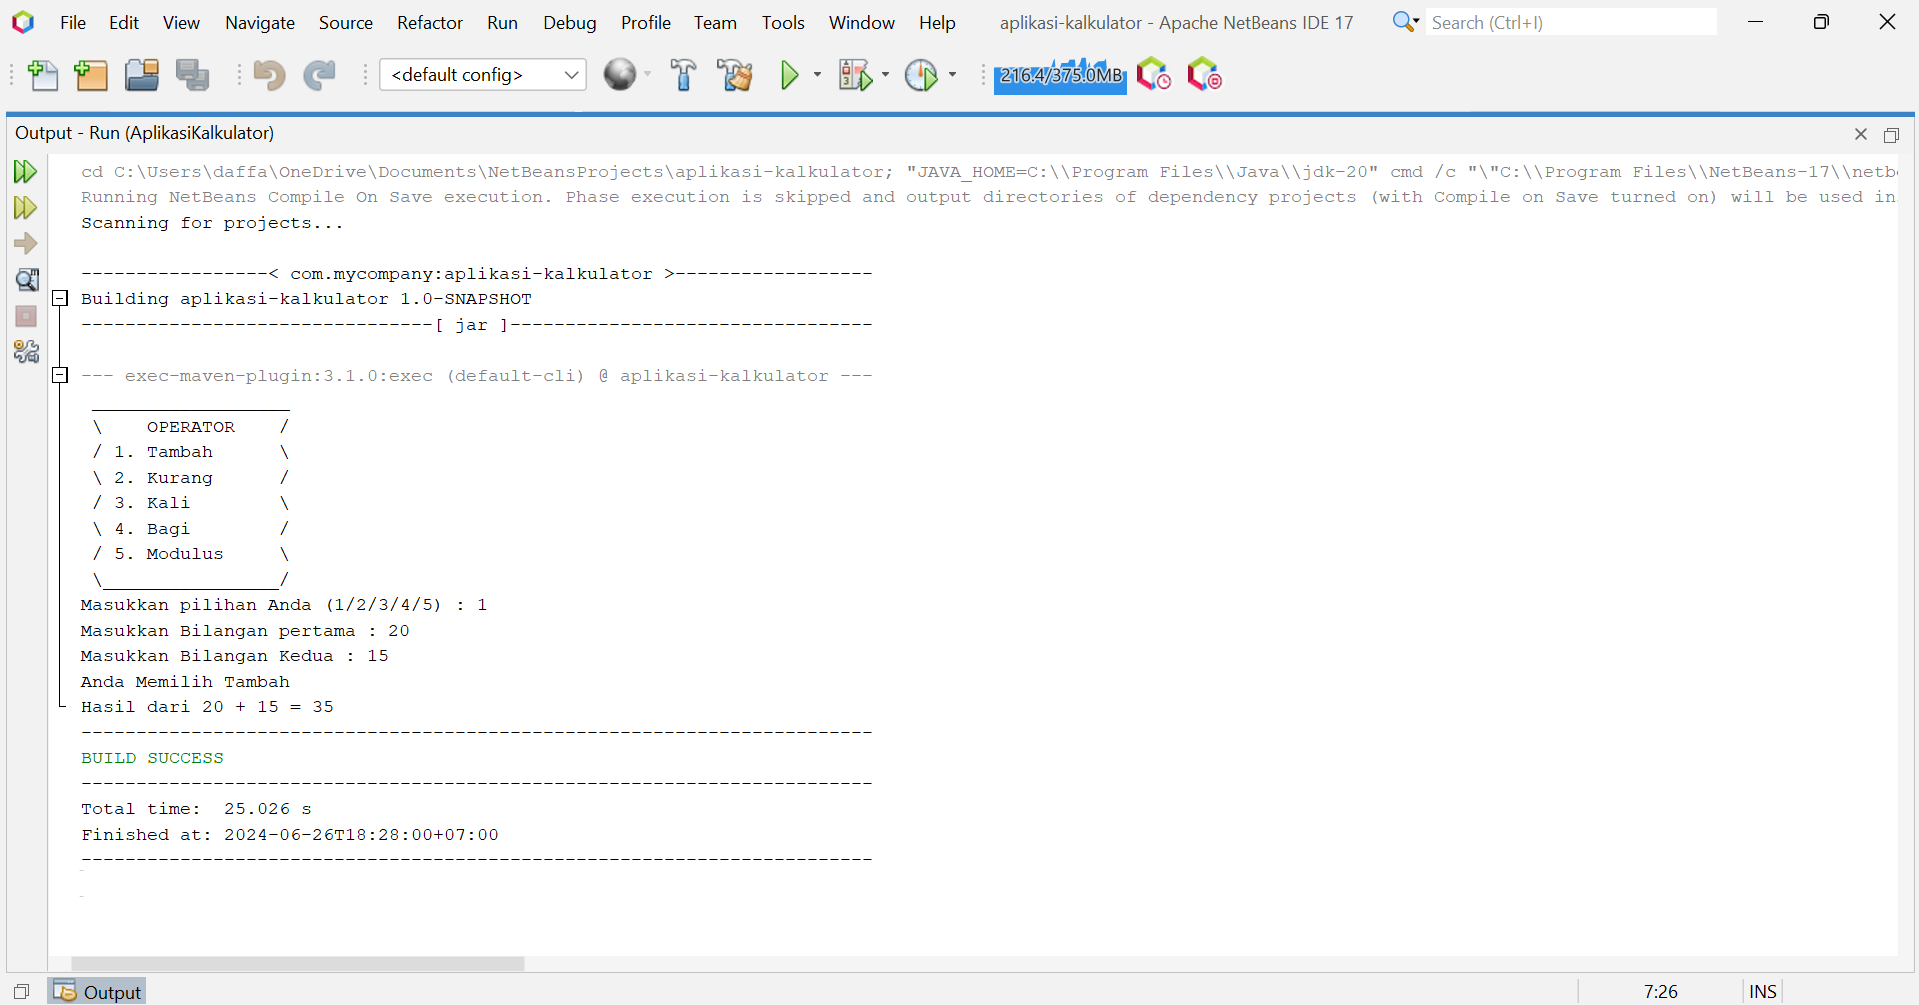 File Edit View Navigate Source Refactor Run Debug Profile Team Tools Window Help aplikasi-kalkulator - Apache NetBeans IDE 17 Search (Ctrl+I)
<default config> 216.4/375.0MB
Output - Run (AplikasiKalkulator)
cd C:\Users\daffa\OneDrive\Documents\NetBeansProjects\aplikasi-kalkulator; "JAVA_HOME=C:\\Program Files\\Java\\jdk-20" cmd /c "\"C:\\Program Files\\NetBeans-17\\netb
Running NetBeans Compile On Save execution. Phase execution is skipped and output directories of dependency projects (with Compile on Save turned on) will be used in
Scanning for projects...
-----------------< com.mycompany:aplikasi-kalkulator >------------------
Building aplikasi-kalkulator 1.0-SNAPSHOT
--------------------------------[ jar ]---------------------------------
--- exec-maven-plugin:3.1.0:exec (default-cli) @ aplikasi-kalkulator ---
__________________
\    OPERATOR    /
/ 1. Tambah      \
\ 2. Kurang      /
/ 3. Kali        \
\ 4. Bagi        /
/ 5. Modulus     \
\________________/
Masukkan pilihan Anda (1/2/3/4/5) : 1
Masukkan Bilangan pertama : 20
Masukkan Bilangan Kedua : 15
Anda Memilih Tambah
Hasil dari 20 + 15 = 35
------------------------------------------------------------------------
BUILD SUCCESS
------------------------------------------------------------------------
Total time:  25.026 s
Finished at: 2024-06-26T18:28:00+07:00
------------------------------------------------------------------------
Output 7:26 INS